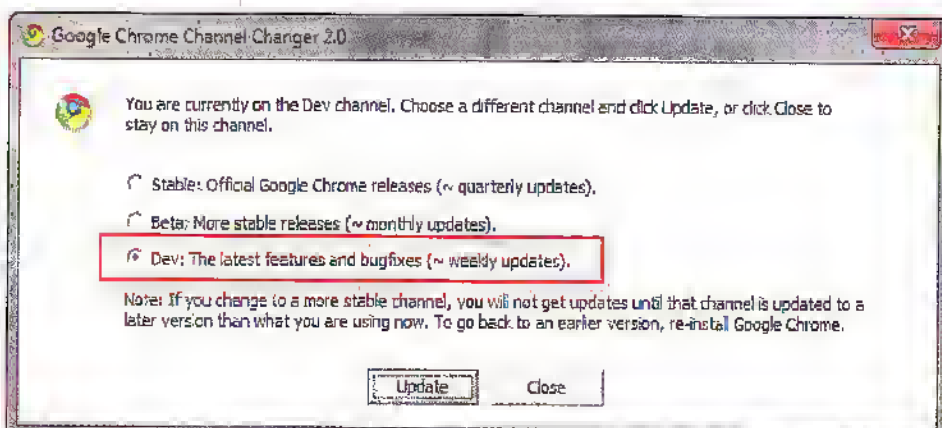 Google Chrome Channel Changer 2.0
You are currently on the Dev channel. Choose a different channel and click Update, or click Close to
stay on this channel.
Stable: Official Google Chrome releases (~ quarterly updates).
Beta: More stable releases (~ monthly updates).
Dev: The latest features and bugfixes (~ weekly updates).
Note: If you change to a more stable channel, you will not get updates until that channel is updated to a
later version than what you are using now. To go back to an earlier version, re-install Google Chrome.
Update Close